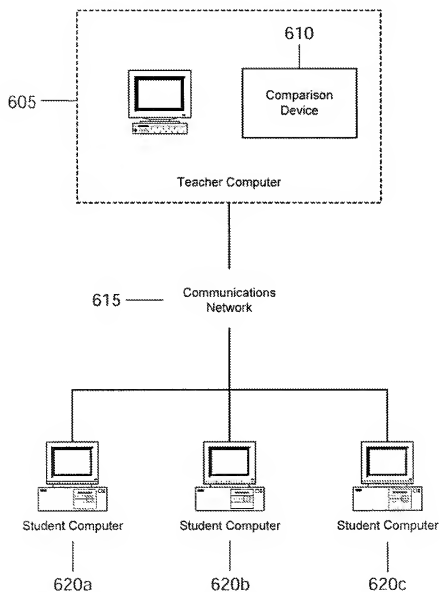 610
605
Comparison
Device
Teacher Computer
615
Communications
Network
Student Computer
Student Computer
Student Computer
620a
620b
620c